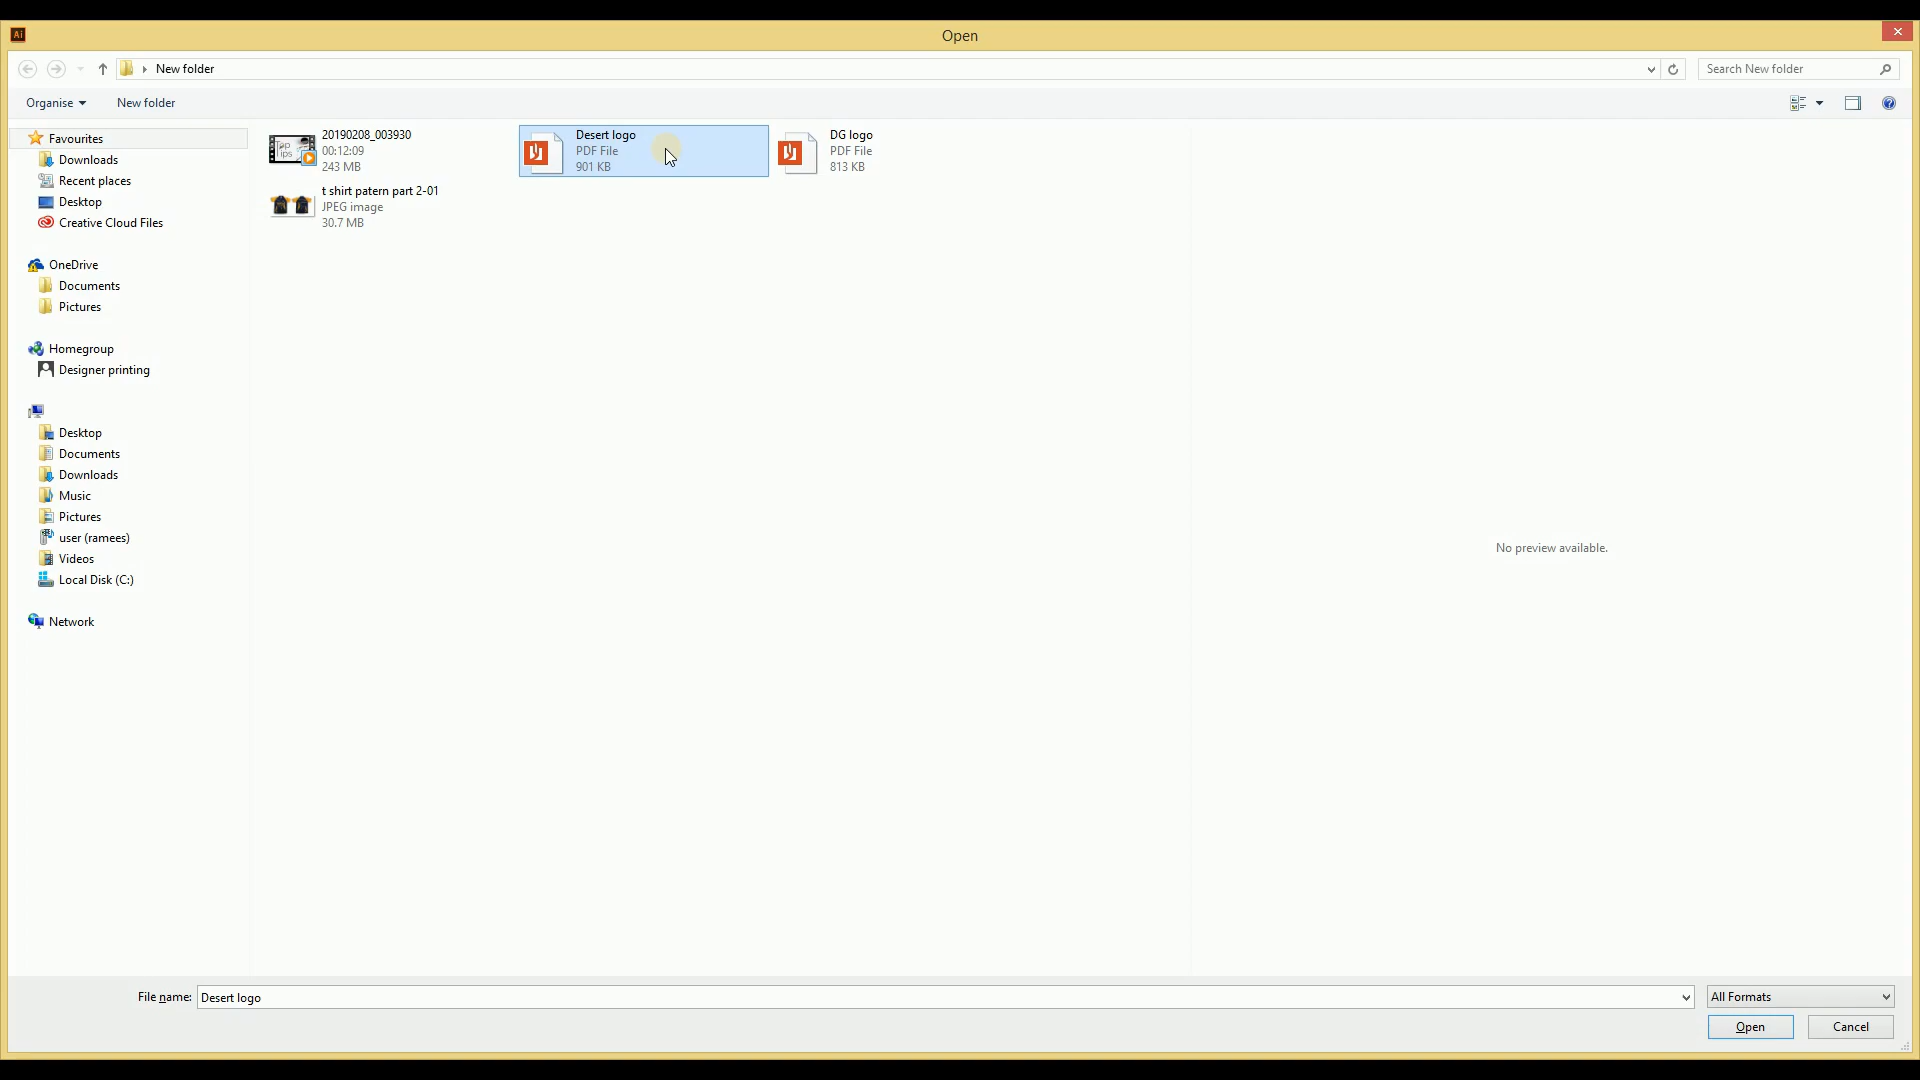 Ai
Open
New folder
Search New folder
Organise
New folder
Favourites
Downloads
Recent places
Desktop
Creative Cloud Files
OneDrive
Documents
Pictures
Homegroup
Designer printing
Desktop
Documents
Downloads
Music
Pictures
user (ramees)
Videos
Local Disk (C:)
Network
20190208_003930
00:12:09
243 MB
Desert logo
PDF File
901 KB
DG logo
PDF File
813 KB
t shirt patern part 2-01
JPEG image
30.7 MB
No preview available.
File name: Desert logo
All Formats
Open
Cancel